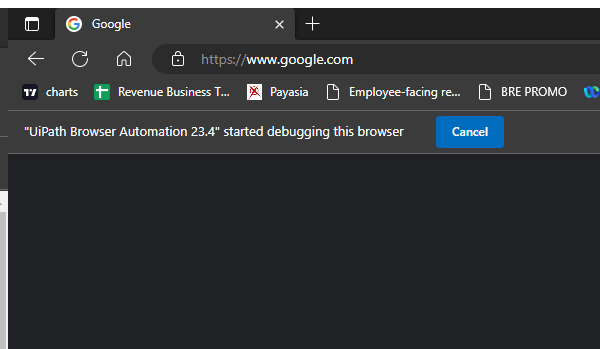 Google
https://www.google.com
charts Revenue Business T... Payasia Employee-facing re... BRE PROMO
"UiPath Browser Automation 23.4" started debugging this browser Cancel